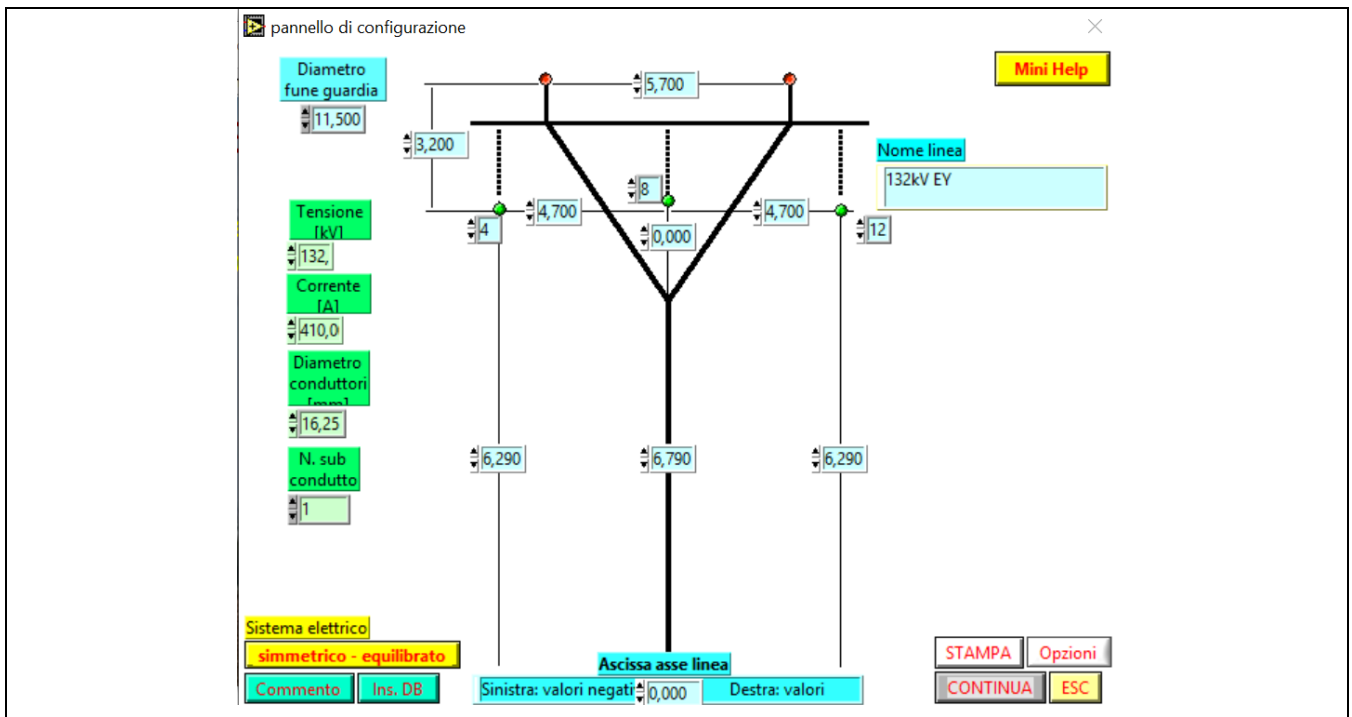 pannello di configurazione
Diametro
fune guardia
11,500
5,700
Mini Help
3,200
Nome linea
132kV EY
8
4,700
4,700
4
0,000
12
Tensione
[kV]
132,
Corrente
[A]
410,0
Diametro
conduttori
[mm]
16,25
N. sub
condutto
1
6,290
6,790
6,290
Sistema elettrico
simmetrico - equilibrato
Commento
Ins. DB
Ascissa asse linea
Sinistra: valori negati
0,000
Destra: valori
STAMPA
Opzioni
CONTINUA
ESC